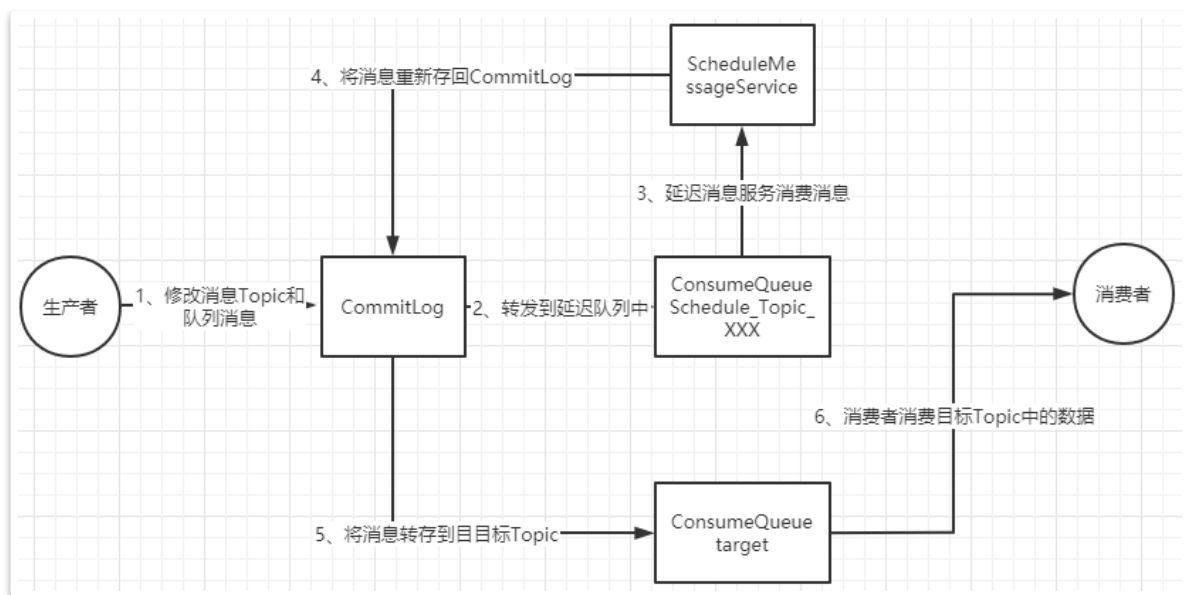 ScheduleMe
ssageService
4、将消息重新存回CommitLog
3、延迟消息服务消费消息
生产者
1、修改消息Topic和
队列消息
CommitLog
2、转发到延迟队列中
ConsumeQueue
Schedule_Topic_
XXX
消费者
6、消费者消费目标Topic中的数据
5、将消息转存到目目标Topic
ConsumeQueue
target